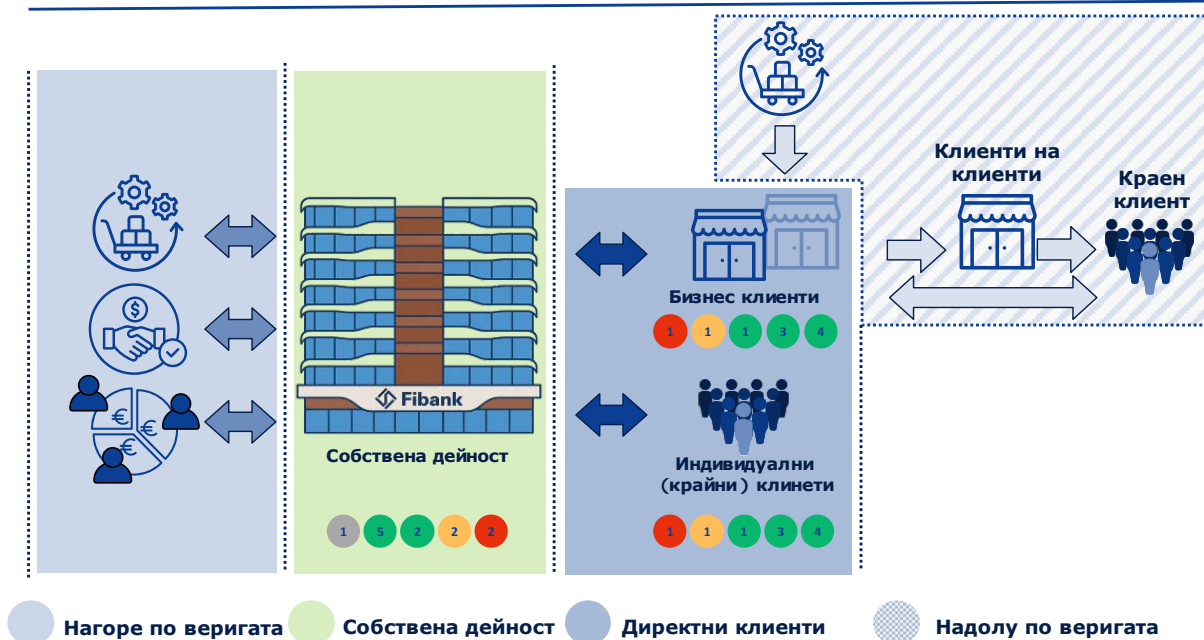 Клиенти на
клиенти
Краен
клиент
$
€ € €
Fibank
Собствена дейност
1 5 2 2 2
Бизнес клиенти
1 1 1 3 4
Индивидуални
(крайни) клинети
1 1 1 3 4
Нагоре по веригата
Собствена дейност
Директни клиенти
Надолу по веригата